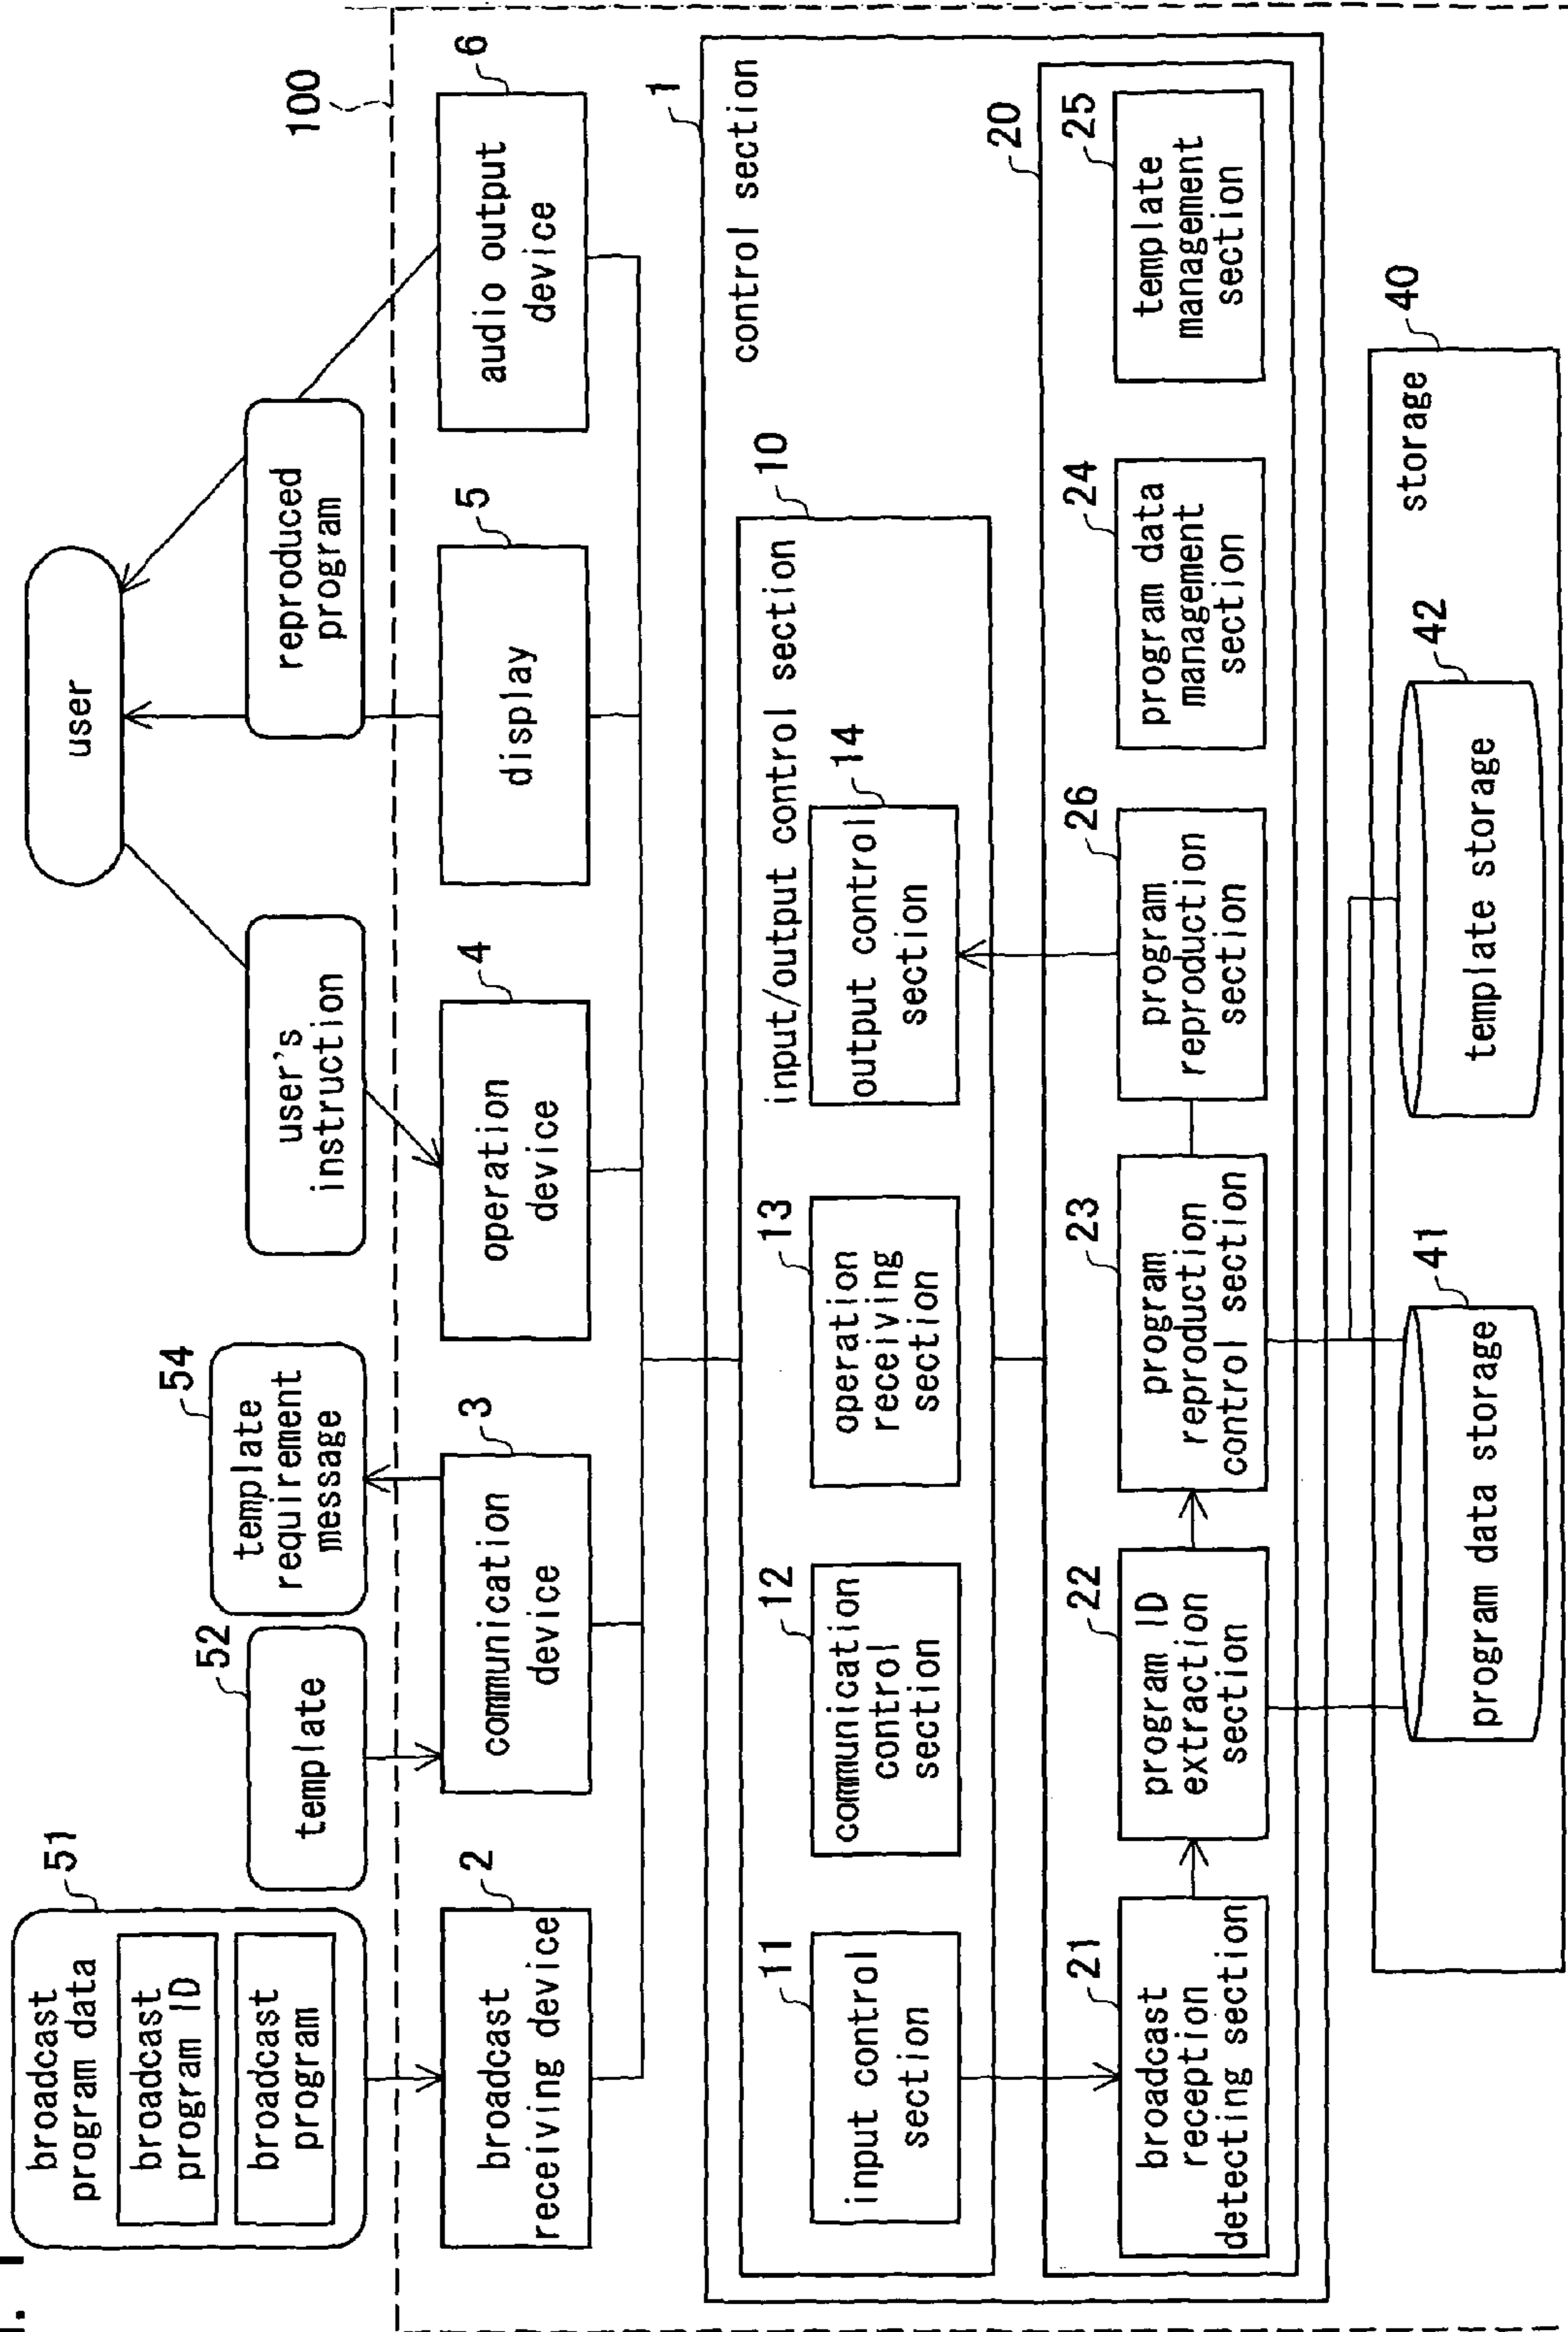 broadcast
program data
51
broadcast
program ID
broadcast
program
template
52
template
requirement
message
54
user's
instruction
user
reproduced
program
100
broadcast
receiving device
2
communication
device
3
operation
device
4
display
5
audio output
device
6
1
control section
input/output control section
10
input control
section
11
communication
control
section
12
operation
receiving
section
13
output control
section
14
20
broadcast
reception
detecting section
21
program ID
extraction
section
22
program
reproduction
control section
23
program
reproduction
section
26
program data
management
section
24
template
management
section
25
storage
40
program data storage
41
template storage
42